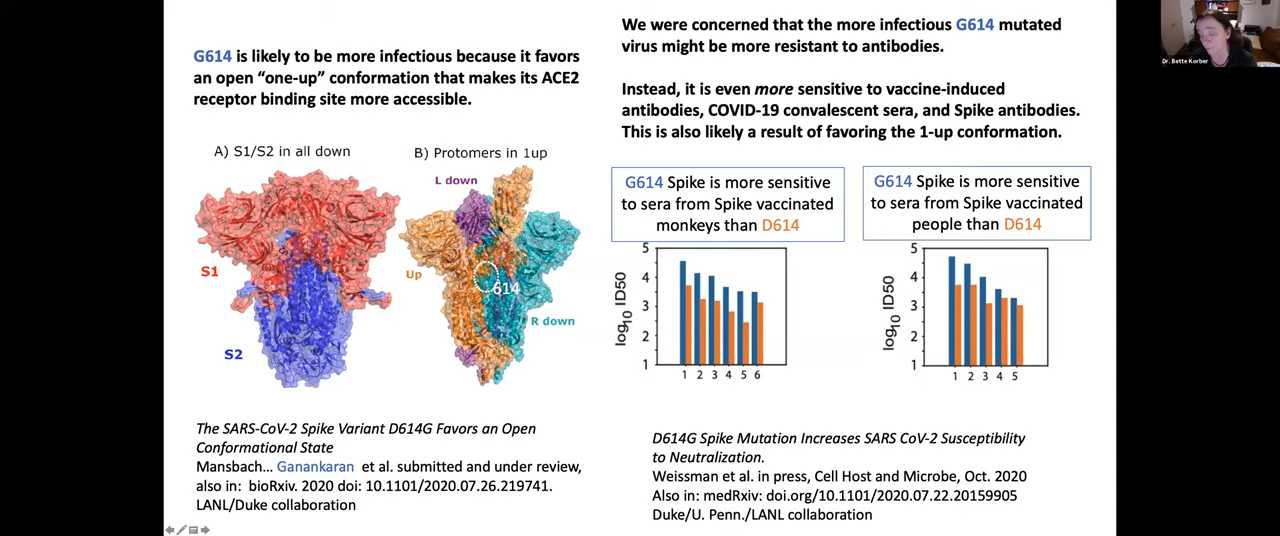 G614 is likely to be more infectious because it favors
an open “one-up” conformation that makes its ACE2
receptor binding site more accessible.
A) S1/S2 in all down
B) Protomers in 1up
L down
S1
Up
614
R down
S2
The SARS-CoV-2 Spike Variant D614G Favors an Open
Conformational State
Mansbach... Ganankaran et al. submitted and under review,
also in: bioRxiv. 2020 doi: 10.1101/2020.07.26.219741.
LANL/Duke collaboration
We were concerned that the more infectious G614 mutated
virus might be more resistant to antibodies.
Instead, it is even more sensitive to vaccine-induced
antibodies, COVID-19 convalescent sera, and Spike antibodies.
This is also likely a result of favoring the 1-up conformation.
G614 Spike is more sensitive
to sera from Spike vaccinated
monkeys than D614
5
4
3
2
1
log10 ID50
1 2 3 4 5 6
G614 Spike is more sensitive
to sera from Spike vaccinated
people than D614
5
4
3
2
1
log10 ID50
1 2 3 4 5
D614G Spike Mutation Increases SARS CoV-2 Susceptibility
to Neutralization.
Weissman et al. in press, Cell Host and Microbe, Oct. 2020
Also in: medRxiv: doi.org/10.1101/2020.07.22.20159905
Duke/U. Penn./LANL collaboration
Dr. Bette Korber